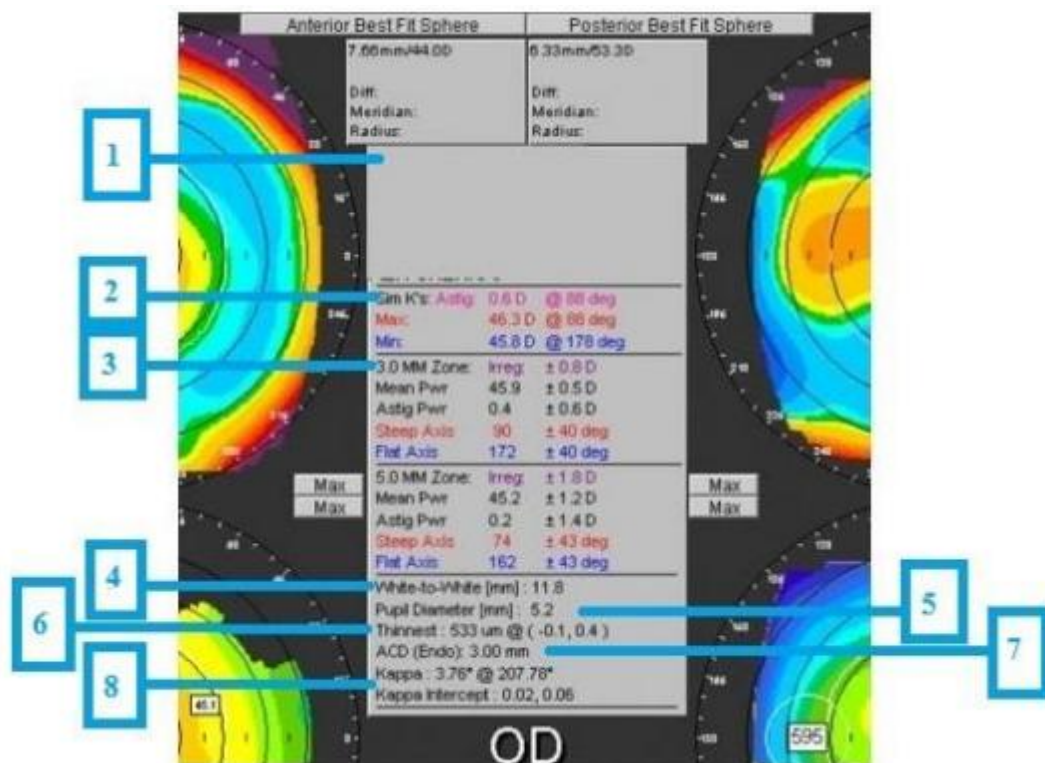 Anterior Best Fit Sphere
Posterior Best Fit Sphere
7.66mm/44.0D
6.33mm/53.3D
Diff:
Meridian:
Radius:
Diff:
Meridian:
Radius:
1
2
Sim K's: Astig: 0.6 D @ 88 deg
Max: 46.3 D @ 88 deg
Min: 45.8 D @ 178 deg
3
3.0 MM Zone: Irreg: ± 0.8 D
Mean Pwr 45.9 ± 0.5 D
Astig Pwr 0.4 ± 0.6 D
Steep Axis 90 ± 40 deg
Flat Axis 172 ± 40 deg
5.0 MM Zone: Irreg: ± 1.8 D
Mean Pwr 45.2 ± 1.2 D
Astig Pwr 0.2 ± 1.4 D
Steep Axis 74 ± 43 deg
Flat Axis 162 ± 43 deg
Max
Max
Max
Max
4
White-to-White [mm] : 11.8
Pupil Diameter [mm] : 5.2
5
6
Thinnest : 533 um @ ( -0.1, 0.4 )
ACD (Endo): 3.00 mm
7
8
Kappa : 3.76° @ 207.78°
Kappa Intercept : 0.02, 0.06
45.1
595
OD